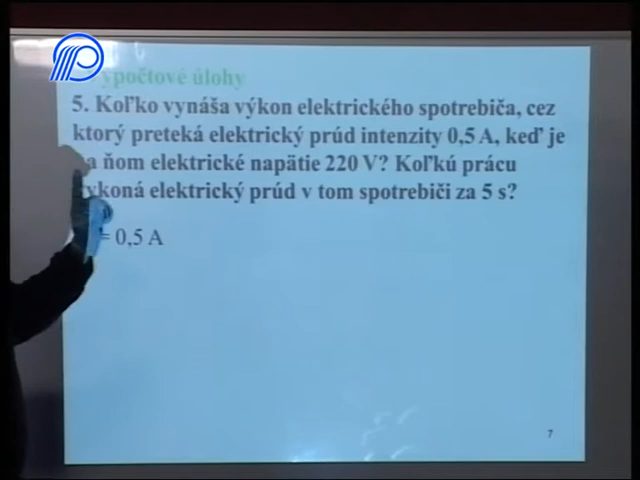 Výpočtové úlohy
5. Koľko vynáša výkon elektrického spotrebiča, cez
ktorý preteká elektrický prúd intenzity 0,5 A, keď je
ňom elektrické napätie 220 V? Koľkú prácu
vykoná elektrický prúd v tom spotrebiči za 5 s?
= 0,5 A
7